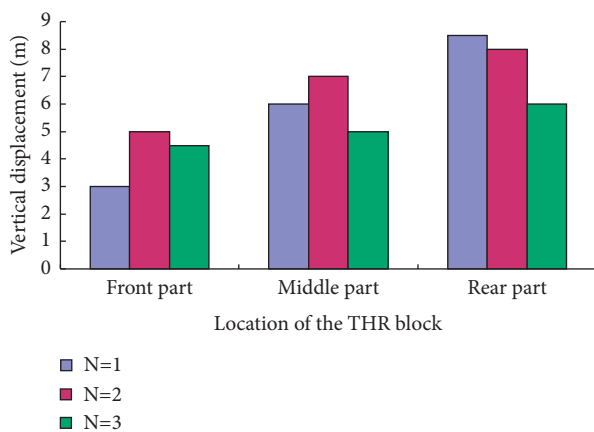 Vertical displacement (m)
9
8
7
6
5
4
3
2
1
0
Front part Middle part Rear part
Location of the THR block
N=1
N=2
N=3